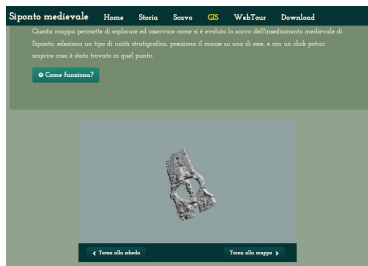 Siponto medievale Home Storia Scavo GIS WebTour Download
Questa mappa permette di esplorare ed osservare come si è evoluto lo scavo dell'insediamento medievale di
Siponto; seleziona un tipo di unità stratigrafica, posiziona il mouse su una di esse, e con un click potrai
scoprire cosa è stato trovato in quel punto.
Come funziona?
Torna alla scheda Torna alla mappa